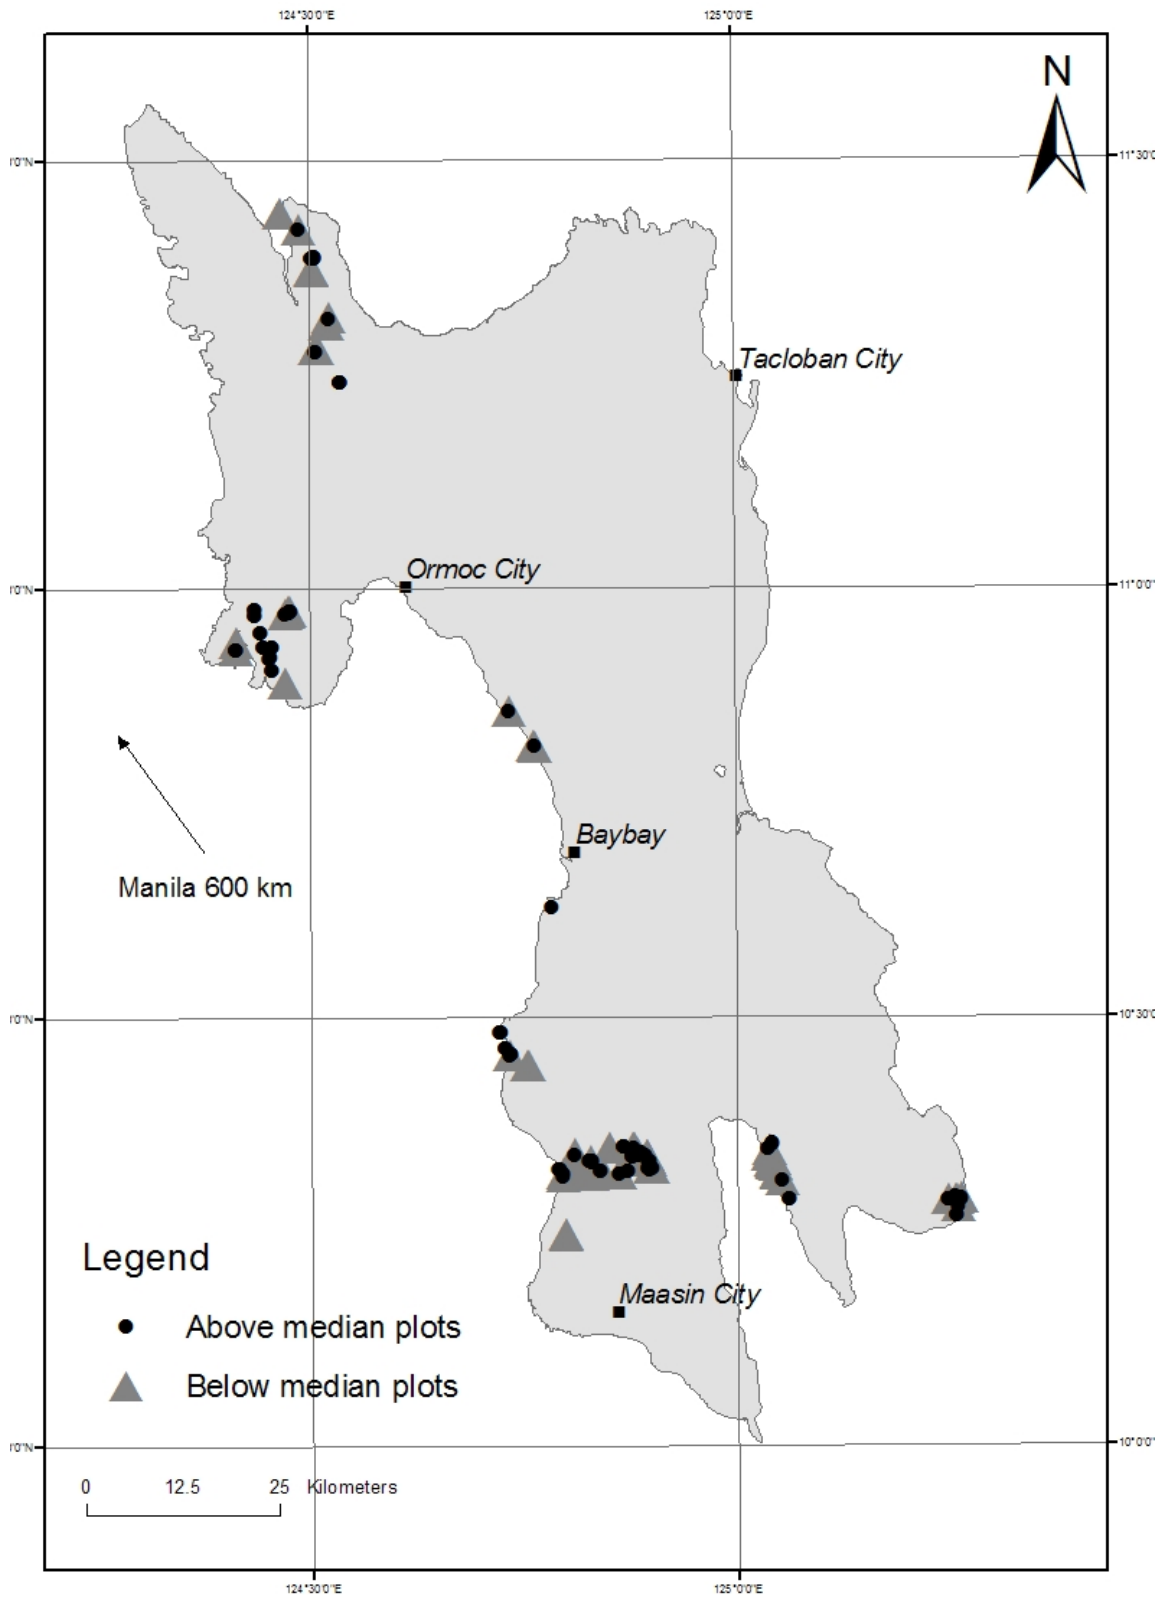 124°30'0"E
125°0'0"E
N
11°30'0
Tacloban City
Ormoc City
11°0'0"N
Baybay
Manila 600 km
10°30'0
Maasin City
Legend
Above median plots
Below median plots
10°0'0"N
0 12.5 25 Kilometers
124°30'0"E
125°0'0"E